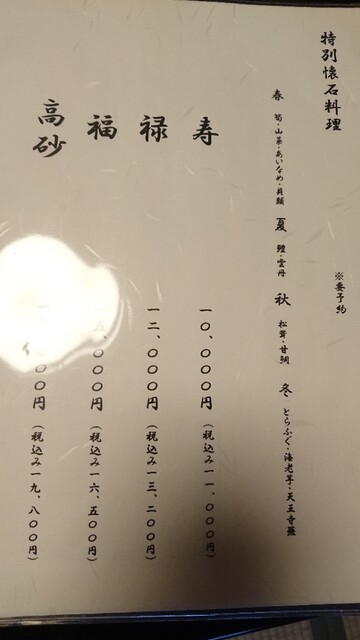 特別懐石料理 ※要予約
春 筍・山菜・あいなめ・貝類 夏 鱧・雲丹 秋 松茸・甘鯛 冬 とらふぐ・海老芋・天王寺蕪
寿 一〇、〇〇〇円(税込み一一、〇〇〇円)
禄 一二、〇〇〇円(税込み一三、二〇〇円)
福 一五、〇〇〇円(税込み一六、五〇〇円)
高砂 〇〇円(税込み一九、八〇〇円)